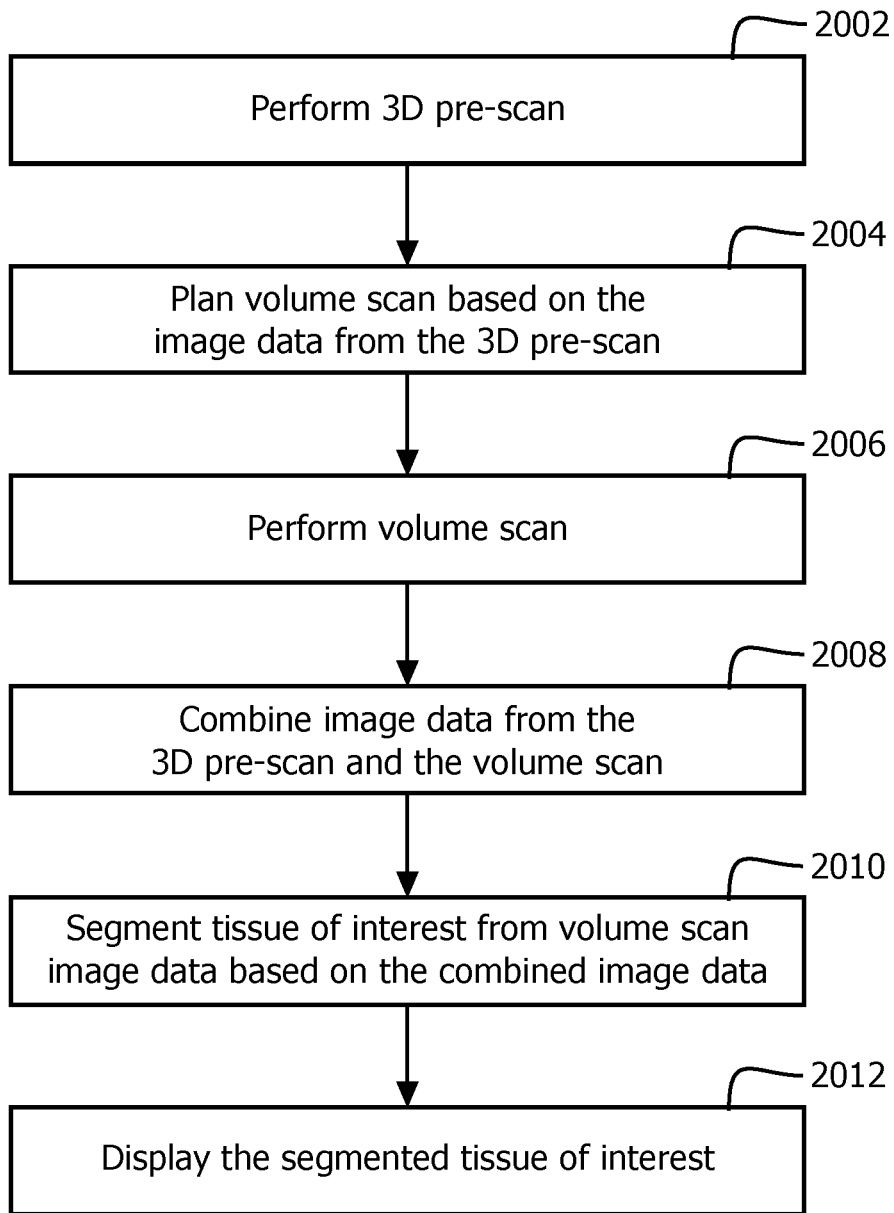 2002
Perform 3D pre-scan
2004
Plan volume scan based on the
image data from the 3D pre-scan
2006
Perform volume scan
2008
Combine image data from the
3D pre-scan and the volume scan
2010
Segment tissue of interest from volume scan
image data based on the combined image data
2012
Display the segmented tissue of interest